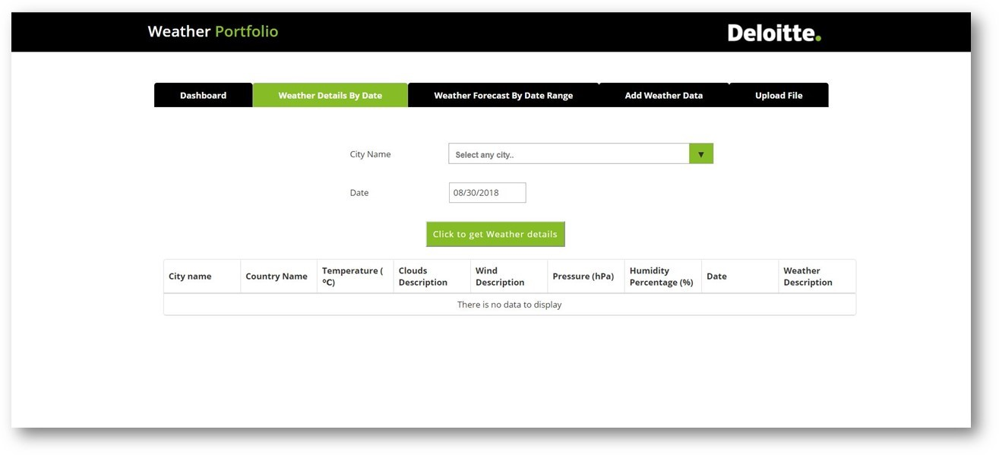 Weather Portfolio
Deloitte.
Dashboard
Weather Details By Date
Weather Forecast By Date Range
Add Weather Data
Upload File
City Name
Select any city..
▼
Date
08/30/2018
Click to get Weather details
City name
Country Name
Temperature (
℃)
Clouds
Description
Wind
Description
Pressure (hPa)
Humidity
Percentage (%)
Date
Weather
Description
There is no data to display